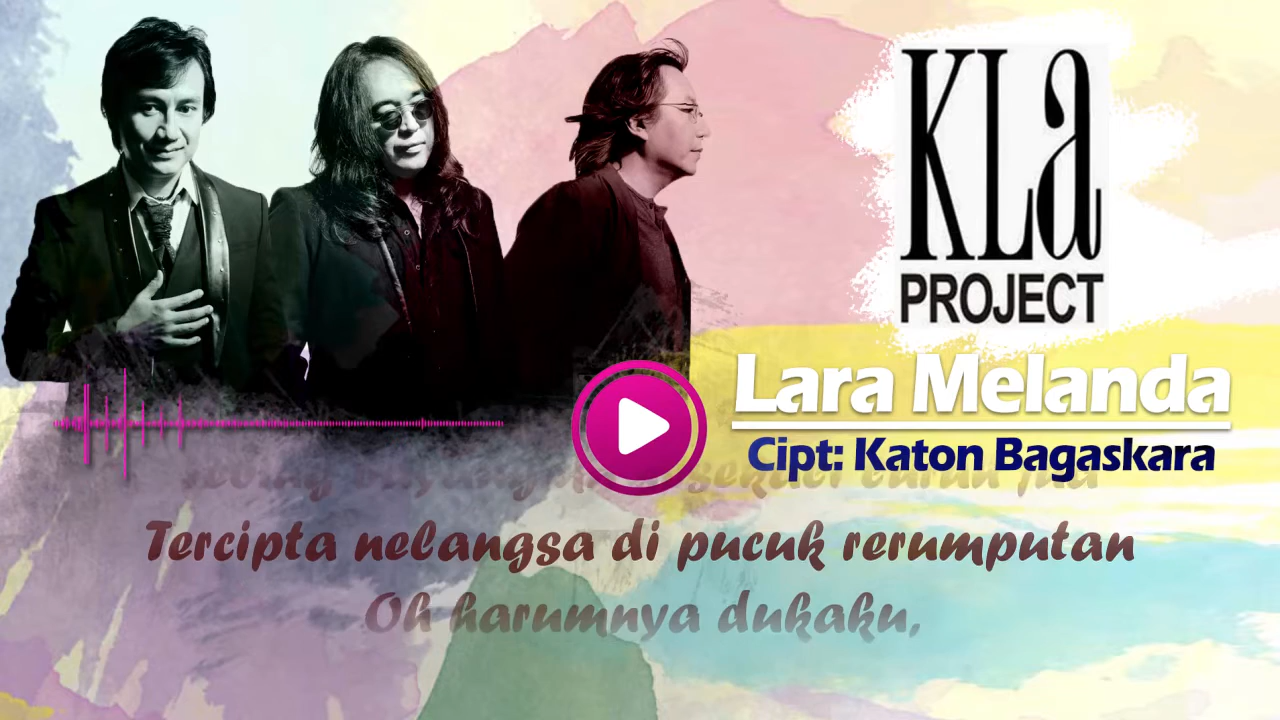 KLa
PROJECT
Lara Melanda
Cipt: Katon Bagaskara
Tercipta nelangsa di pucuk rerumputan
Oh harumnya dukaku,